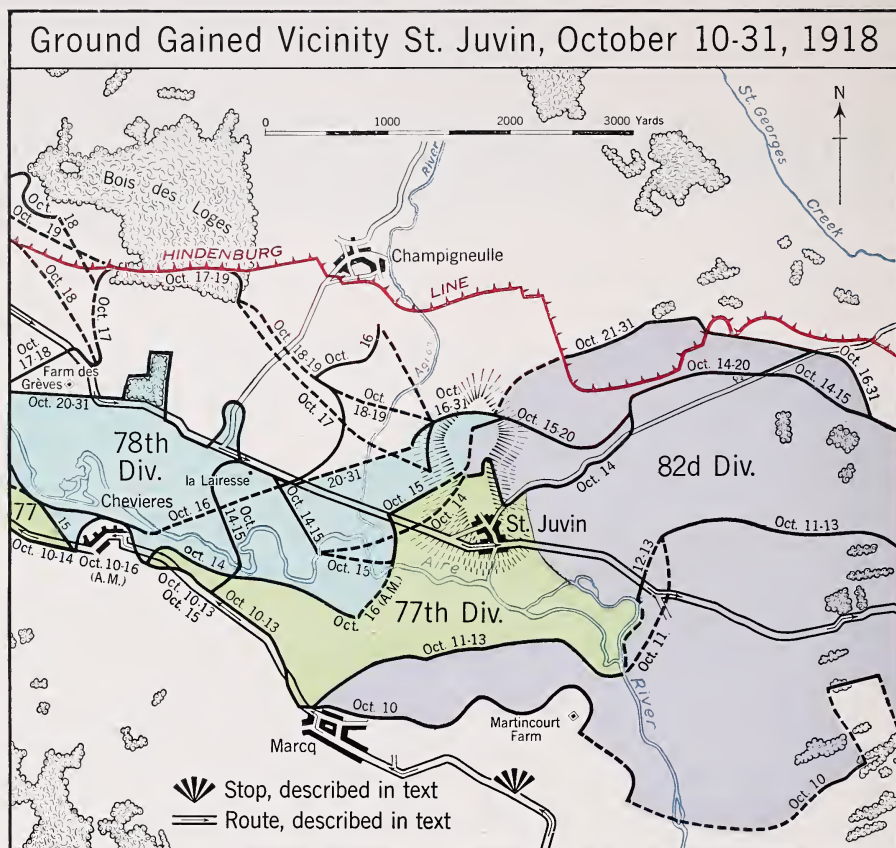 Ground Gained Vicinity St. Juvin, October 10-31, 1918
0 1000 2000 3000 Yards
N
St. Georges
Creek
River
Bois des Loges
Champigneulle
HINDENBURG
LINE
Oct. 18
Oct. 19
Oct. 18
Oct. 17
Oct. 17-19
Oct. 17-18
Farm des
Grèves
Oct. 20-31
Oct. 18-19
Oct. 17
Oct. 16
Oct. 18-19
Agron
Oct. 16-31
Oct. 21-31
Oct. 14-20
Oct. 14-15
Oct. 16-31
Oct. 15-20
Oct. 14
78th
Div.
Chevieres
la Lairesse
Oct. 16
20-31
Oct. 15
Oct. 14
82d Div.
Oct. 14-15
Oct. 14-15
St. Juvin
Oct. 11-13
77
15
Oct. 10-14
Oct. 10-16
(A.M.)
Oct. 14
Oct. 15
Aire
12-13
Oct. 10-13
Oct. 15
Oct. 10-13
Oct. 16 (A.M.)
77th Div.
Oct. 11-13
Oct. 11
River
Oct. 10
Marcq
Martincourt
Farm
Oct. 10
Stop, described in text
Route, described in text